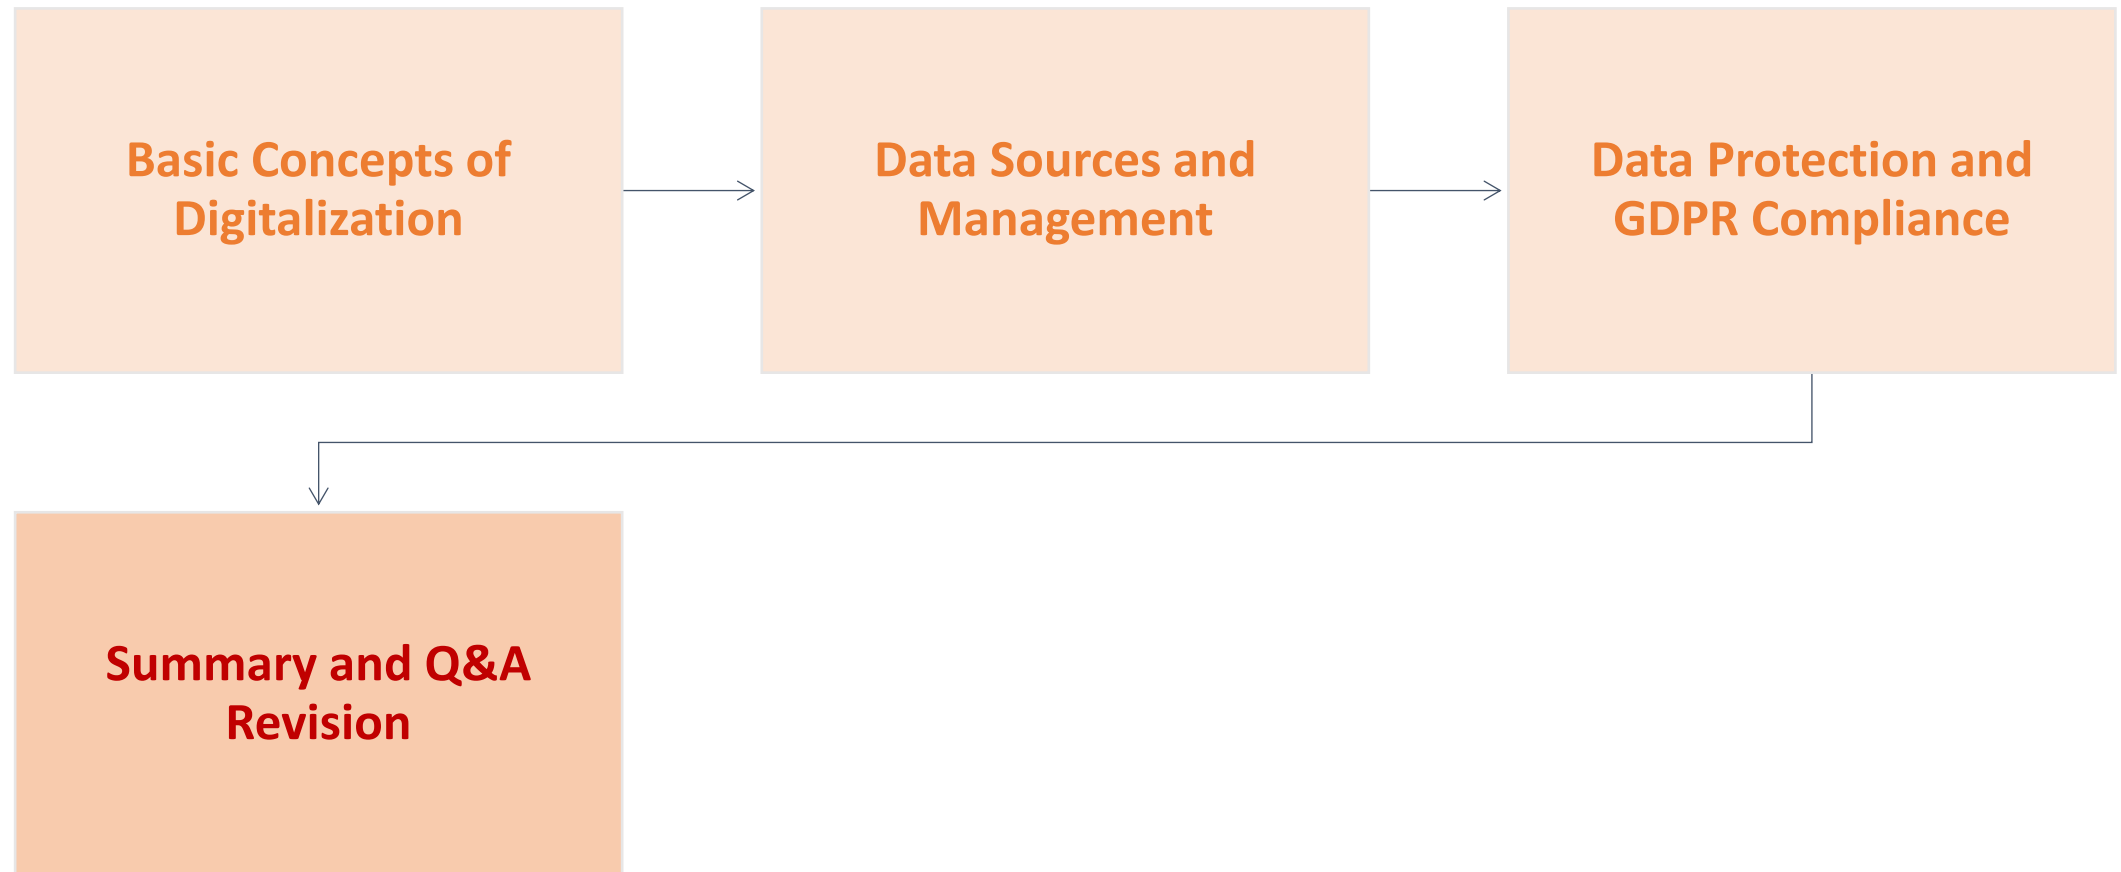 Basic Concepts of
Digitalization
Data Sources and
Management
Data Protection and
GDPR Compliance
Summary and Q&A
Revision